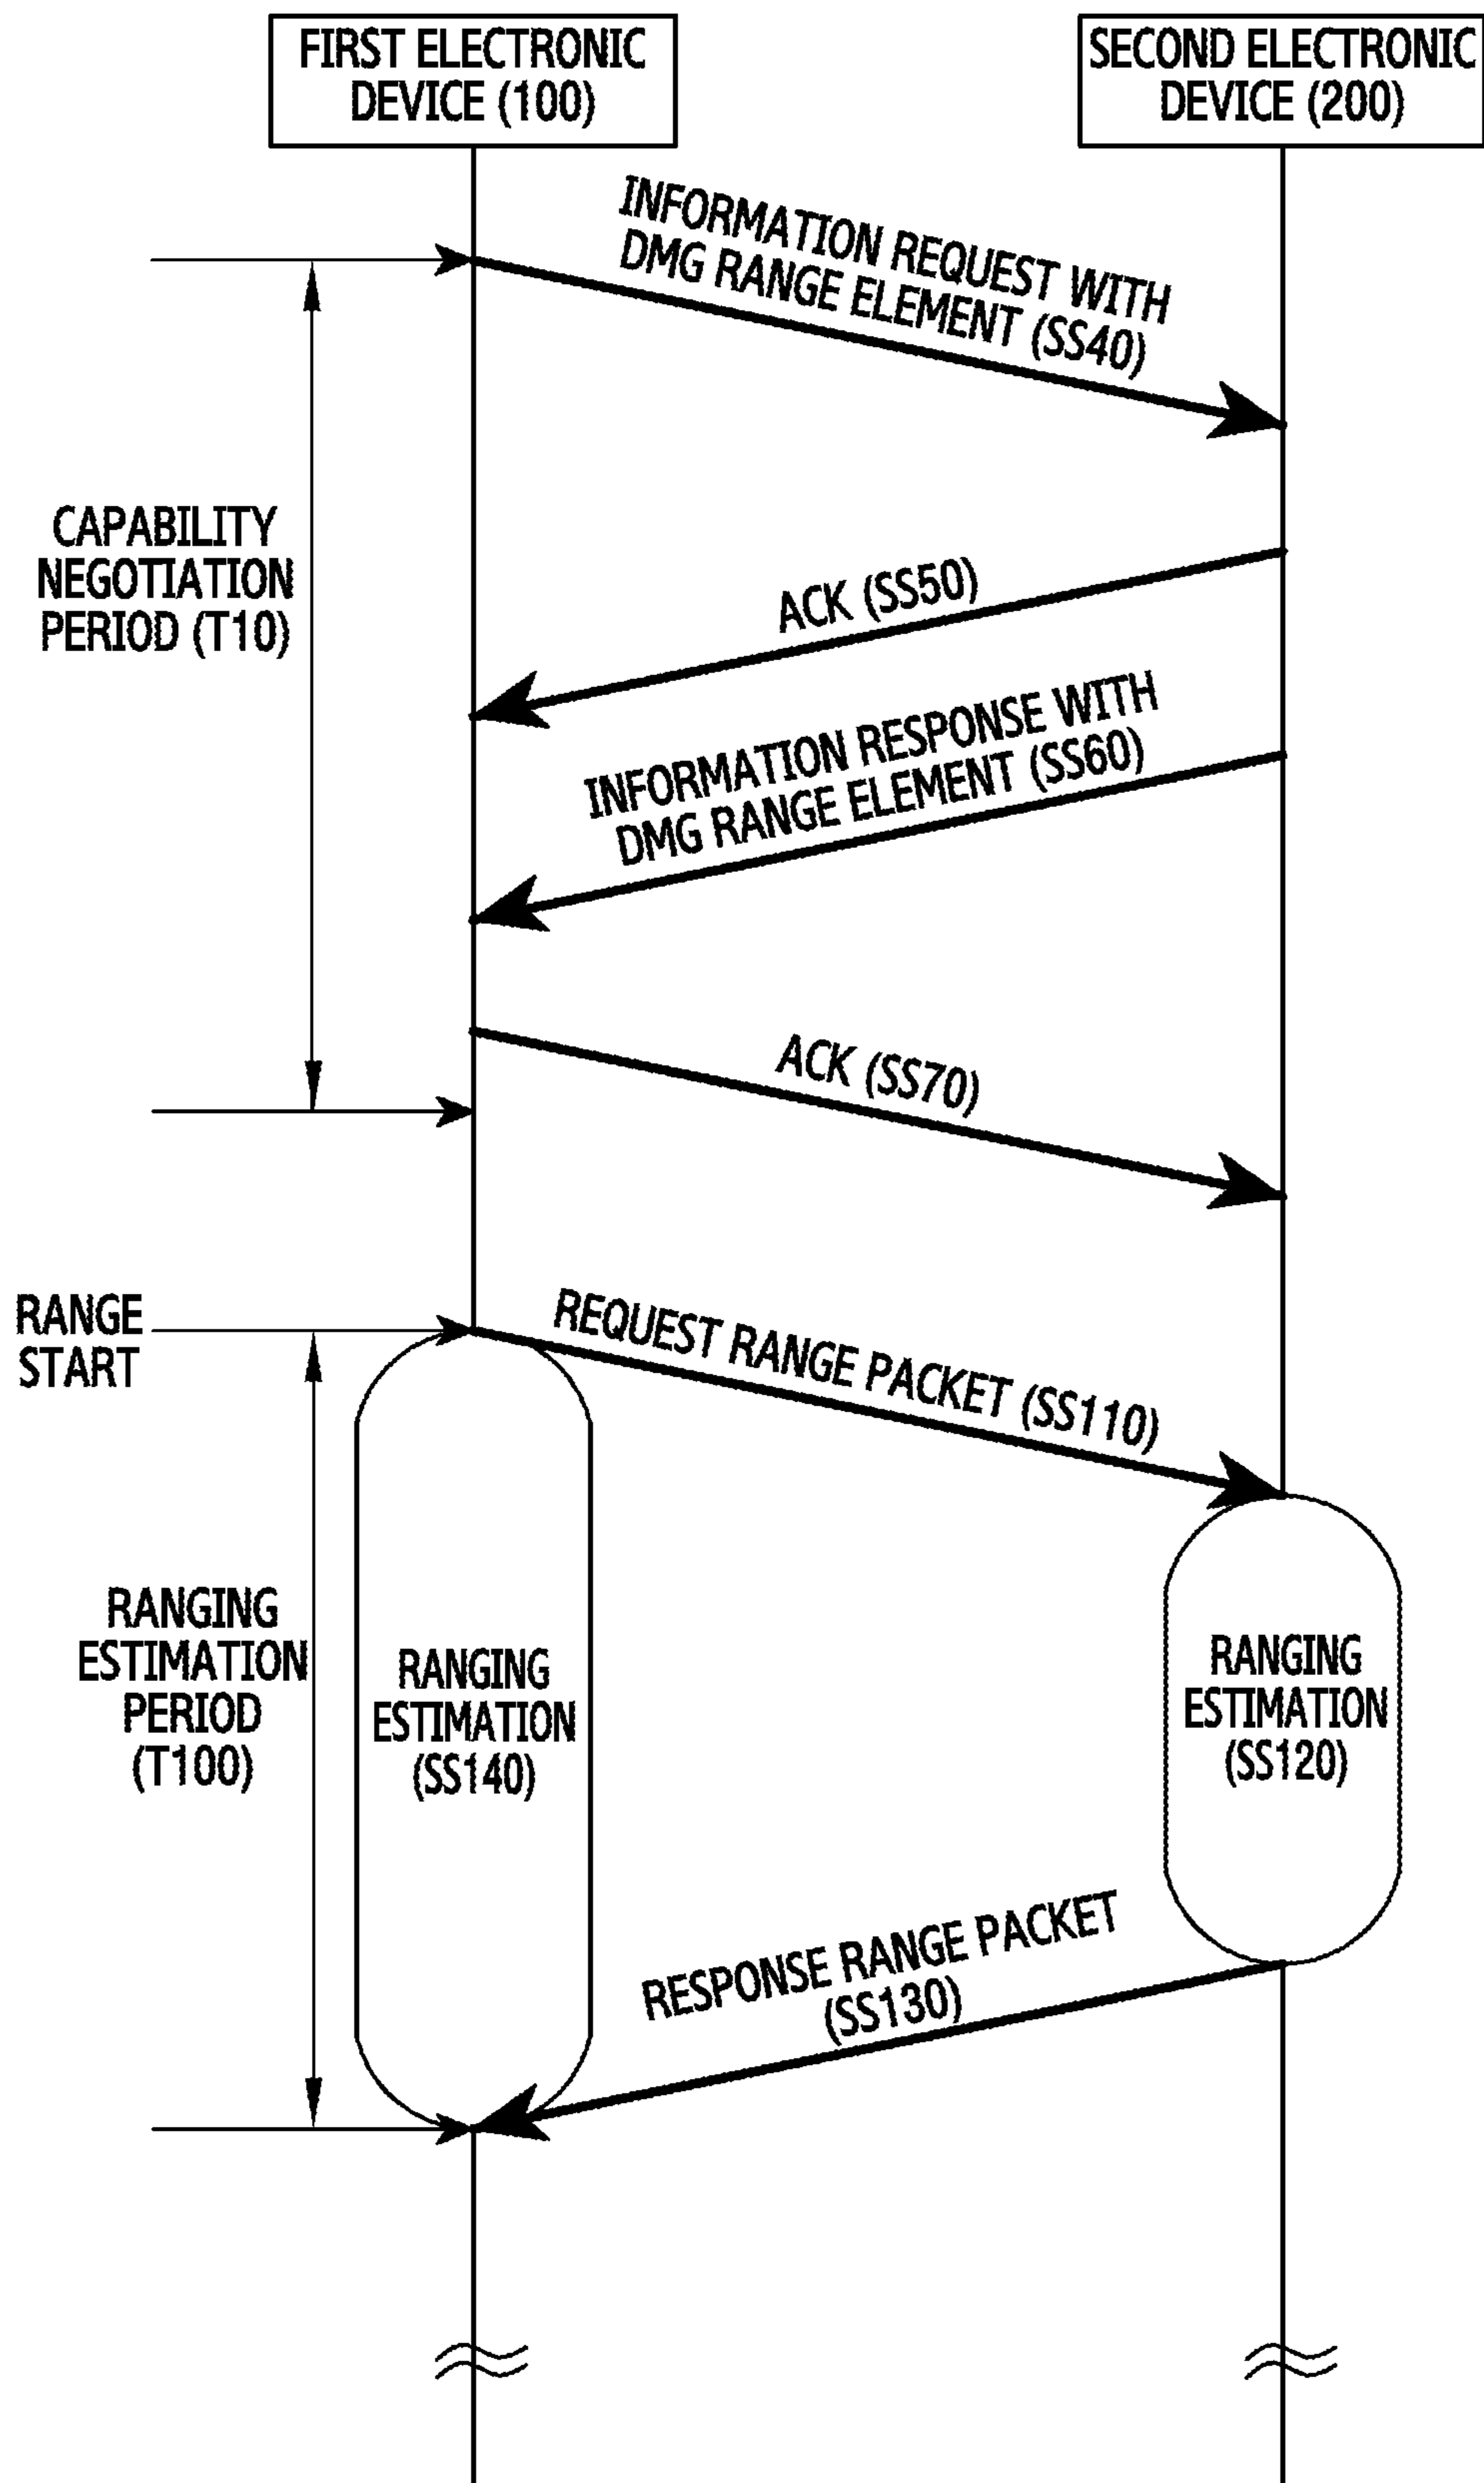 FIRST ELECTRONIC
DEVICE (100)
SECOND ELECTRONIC
DEVICE (200)
INFORMATION REQUEST WITH
DMG RANGE ELEMENT (SS40)
CAPABILITY
NEGOTIATION
PERIOD (T10)
ACK (SS50)
INFORMATION RESPONSE WITH
DMG RANGE ELEMENT (SS60)
ACK (SS70)
RANGE
START
REQUEST RANGE PACKET (SS110)
RANGING
ESTIMATION
PERIOD
(T100)
RANGING
ESTIMATION
(SS140)
RANGING
ESTIMATION
(SS120)
RESPONSE RANGE PACKET
(SS130)